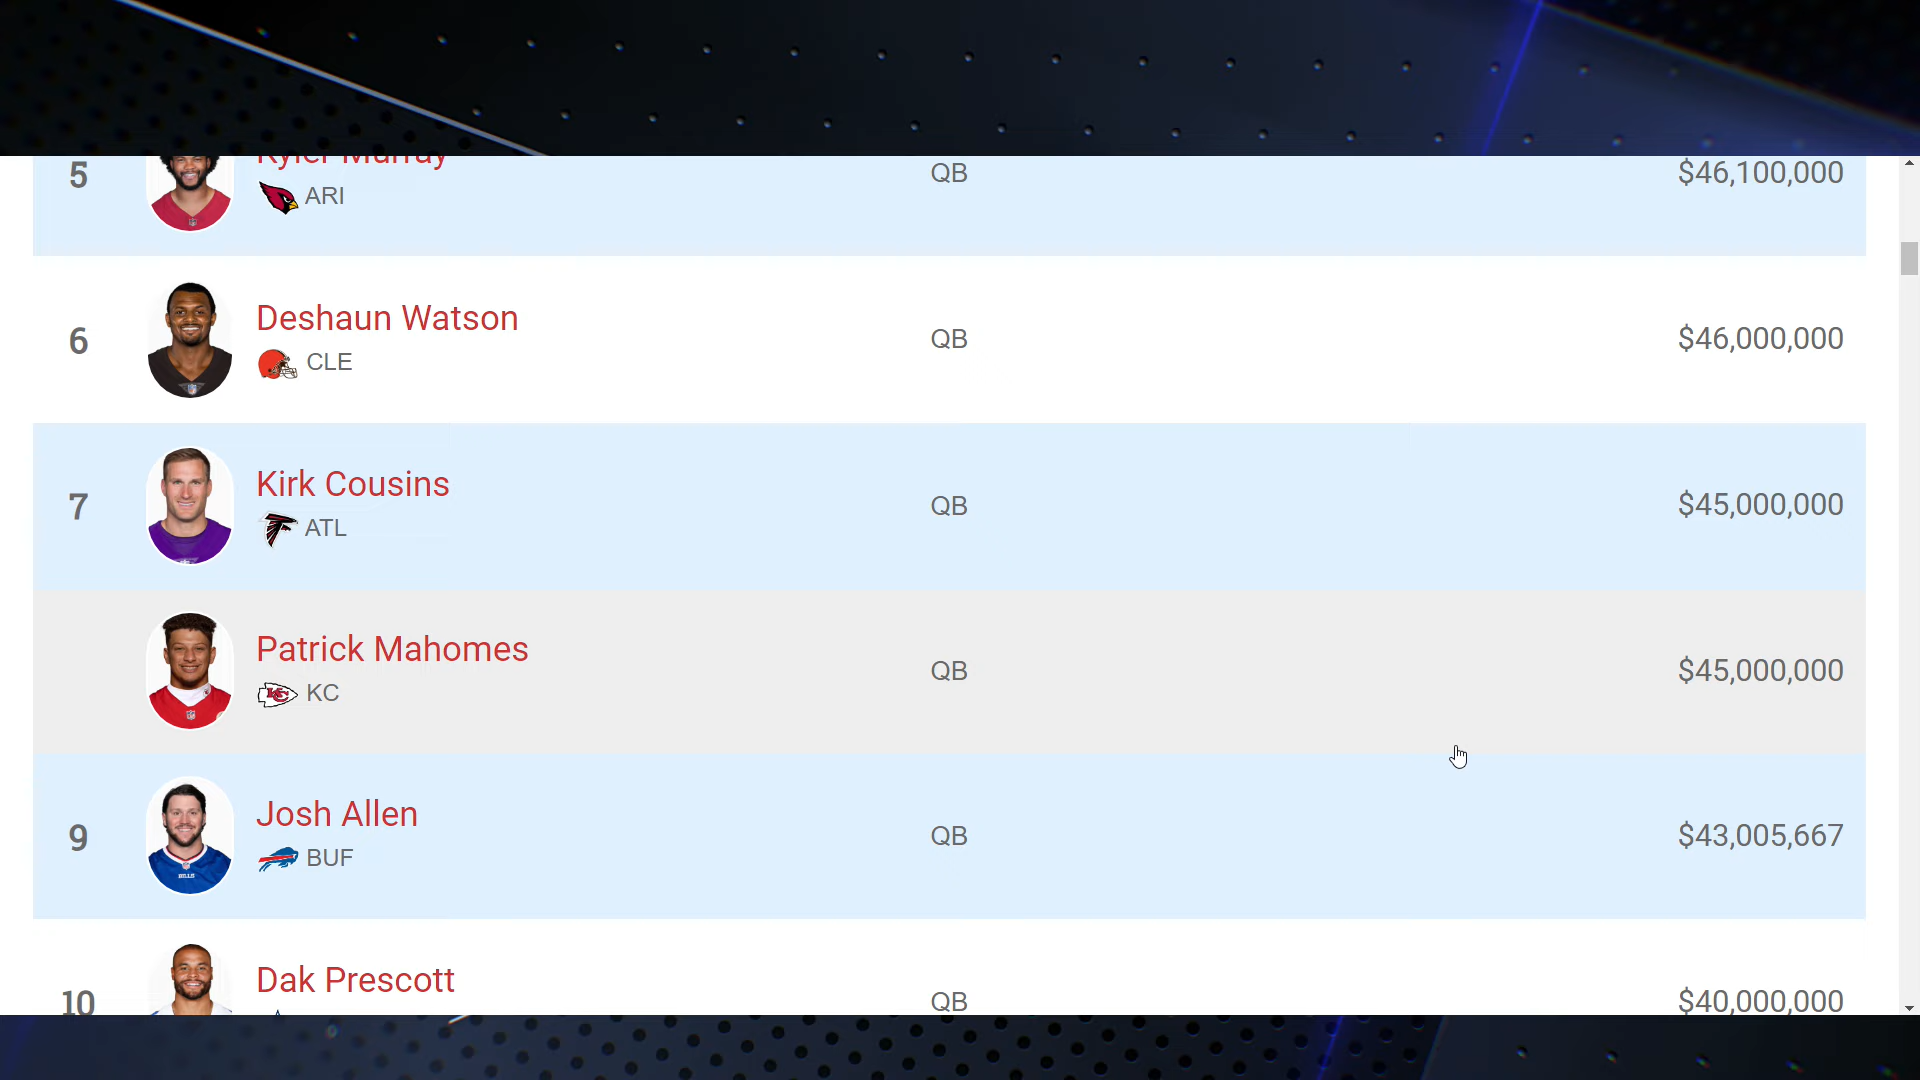 5
Kyler Murray
ARI
QB
$46,100,000
6
Deshaun Watson
CLE
QB
$46,000,000
7
Kirk Cousins
ATL
QB
$45,000,000
Patrick Mahomes
KC
QB
$45,000,000
9
Josh Allen
BUF
QB
$43,005,667
10
Dak Prescott
QB
$40,000,000